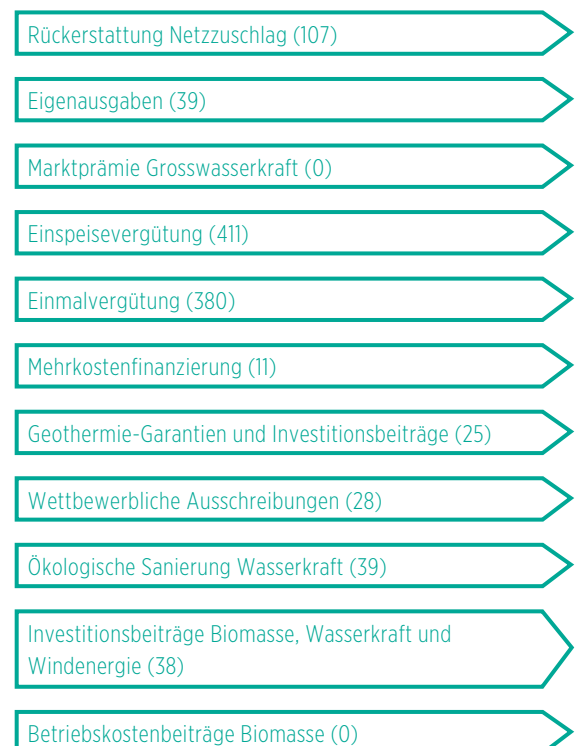 Rückerstattung Netzzuschlag (107)
Eigenausgaben (39)
Marktprämie Grosswasserkraft (0)
Einspeisevergütung (411)
Einmalvergütung (380)
Mehrkostenfinanzierung (11)
Geothermie-Garantien und Investitionsbeiträge (25)
Wettbewerbliche Ausschreibungen (28)
Ökologische Sanierung Wasserkraft (39)
Investitionsbeiträge Biomasse, Wasserkraft und
Windenergie (38)
Betriebskostenbeiträge Biomasse (0)